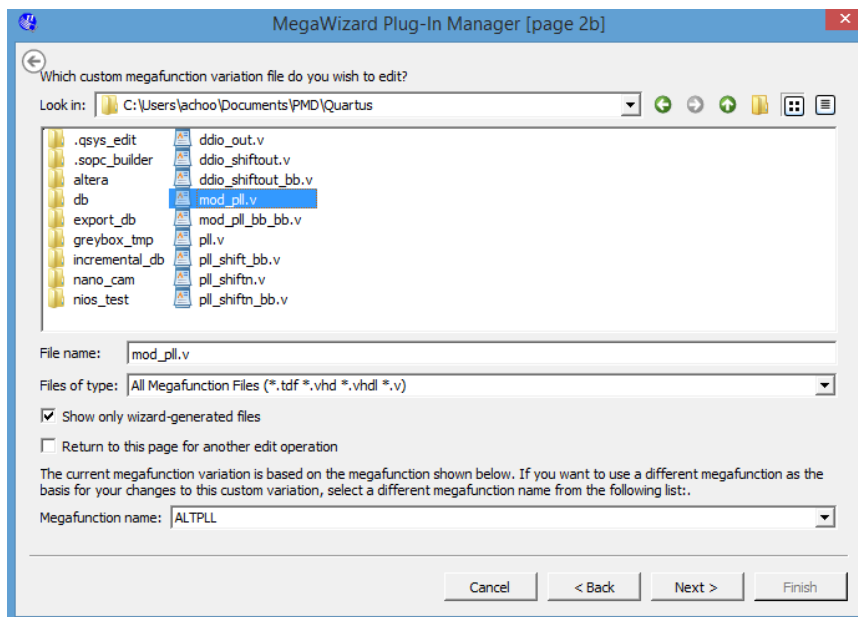 MegaWizard Plug-In Manager [page 2b]
Which custom megafunction variation file do you wish to edit?
Look in: C:\Users\achoo\Documents\PMD\Quartus
.qsys_edit ddio_out.v
.sopc_builder ddio_shiftout.v
altera ddio_shiftout_bb.v
db mod_pll.v
export_db mod_pll_bb_bb.v
greybox_tmp pll.v
incremental_db pll_shift_bb.v
nano_cam pll_shiftn.v
nios_test pll_shiftn_bb.v
File name: mod_pll.v
Files of type: All Megafunction Files (*.tdf *.vhd *.vhdl *.v)
Show only wizard-generated files
Return to this page for another edit operation
The current megafunction variation is based on the megafunction shown below. If you want to use a different megafunction as the
basis for your changes to this custom variation, select a different megafunction name from the following list:.
Megafunction name: ALTPLL
Cancel < Back Next > Finish